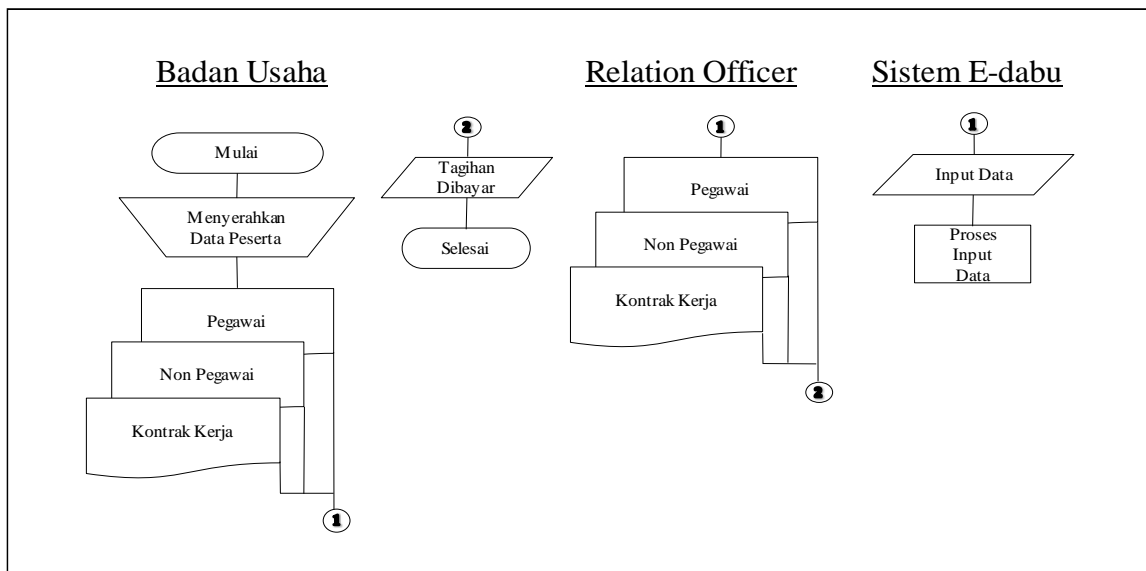 Badan Usaha
Mulai
Menyerahkan
Data Peserta
Pegawai
Non Pegawai
Kontrak Kerja
1
2
Tagihan
Dibayar
Selesai
Relation Officer
1
Pegawai
Non Pegawai
Kontrak Kerja
2
Sistem E-dabu
1
Input Data
Proses
Input
Data